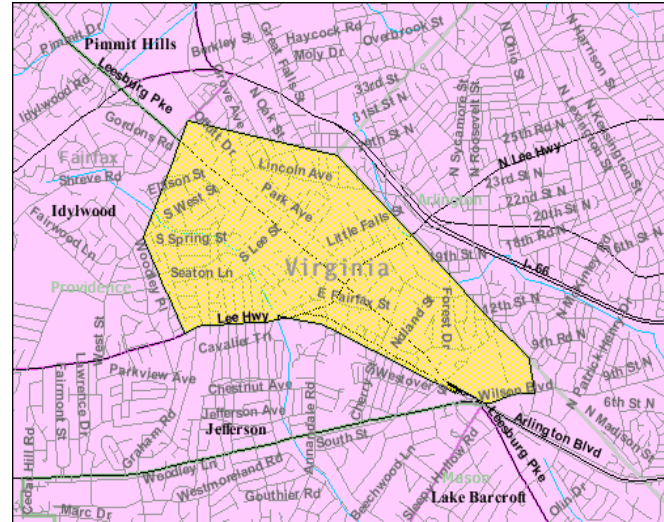 Pimmit Dr
Pimmit Hills
Berkley St
Great Falls St
Haycock Rd
Moly Dr
Overbrook St
N Ohio St
N Harrison St
Idylwood Rd
Leesburg Pke
Grove Ave
N Oak St
33rd St
31st St N
N Sycamore St
N Roosevelt St
N Lexington St
N Kensington St
25th Rd N
Gordons Rd
Offutt Dr
N Lee Hwy
Fairfax
Shreve Rd
Ellison St
Lincoln Ave
23rd St N
22nd St N
20th St N
Arlington
Idylwood
S West St
Park Ave
Little Falls St
18th Rd N
16th St N
Fairwood Ln
S Spring St
S Lee St
19th St N
I-66
Woodley Pl
Seaton Ln
Virginia
N McKinley Rd
Providence
E Fairfax St
Forest Dr
12th St N
N Patrick Henry Dr
Lee Hwy
Ndland St
9th Rd N
West St
Cavalier Trl
9th St N
Parkview Ave
Lawrence Dr
Fairmont St
Chestnut Ave
Cherry St
Westover St
Wilson Blvd
6th St N
Jefferson Ave
Annandale Rd
N Madison St
Graham Rd
Jefferson
South St
Leesburg Pke
Arlington Blvd
Cedar Hill Rd
Woodley Ln
Westmoreland Rd
Gouthier Rd
Beechwood Ln
Sleepy Hollow Rd
Mason
Lake Barcroft
Olin Dr
Marc Dr